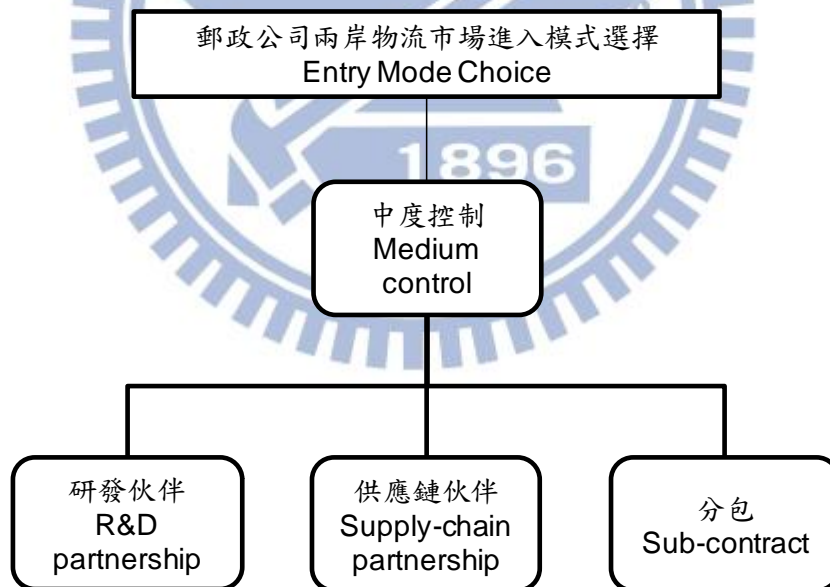 郵政公司兩岸物流市場進入模式選擇
Entry Mode Choice
1896
中度控制
Medium
control
研發伙伴
R&D
partnership
供應鏈伙伴
Supply-chain
partnership
分包
Sub-contract